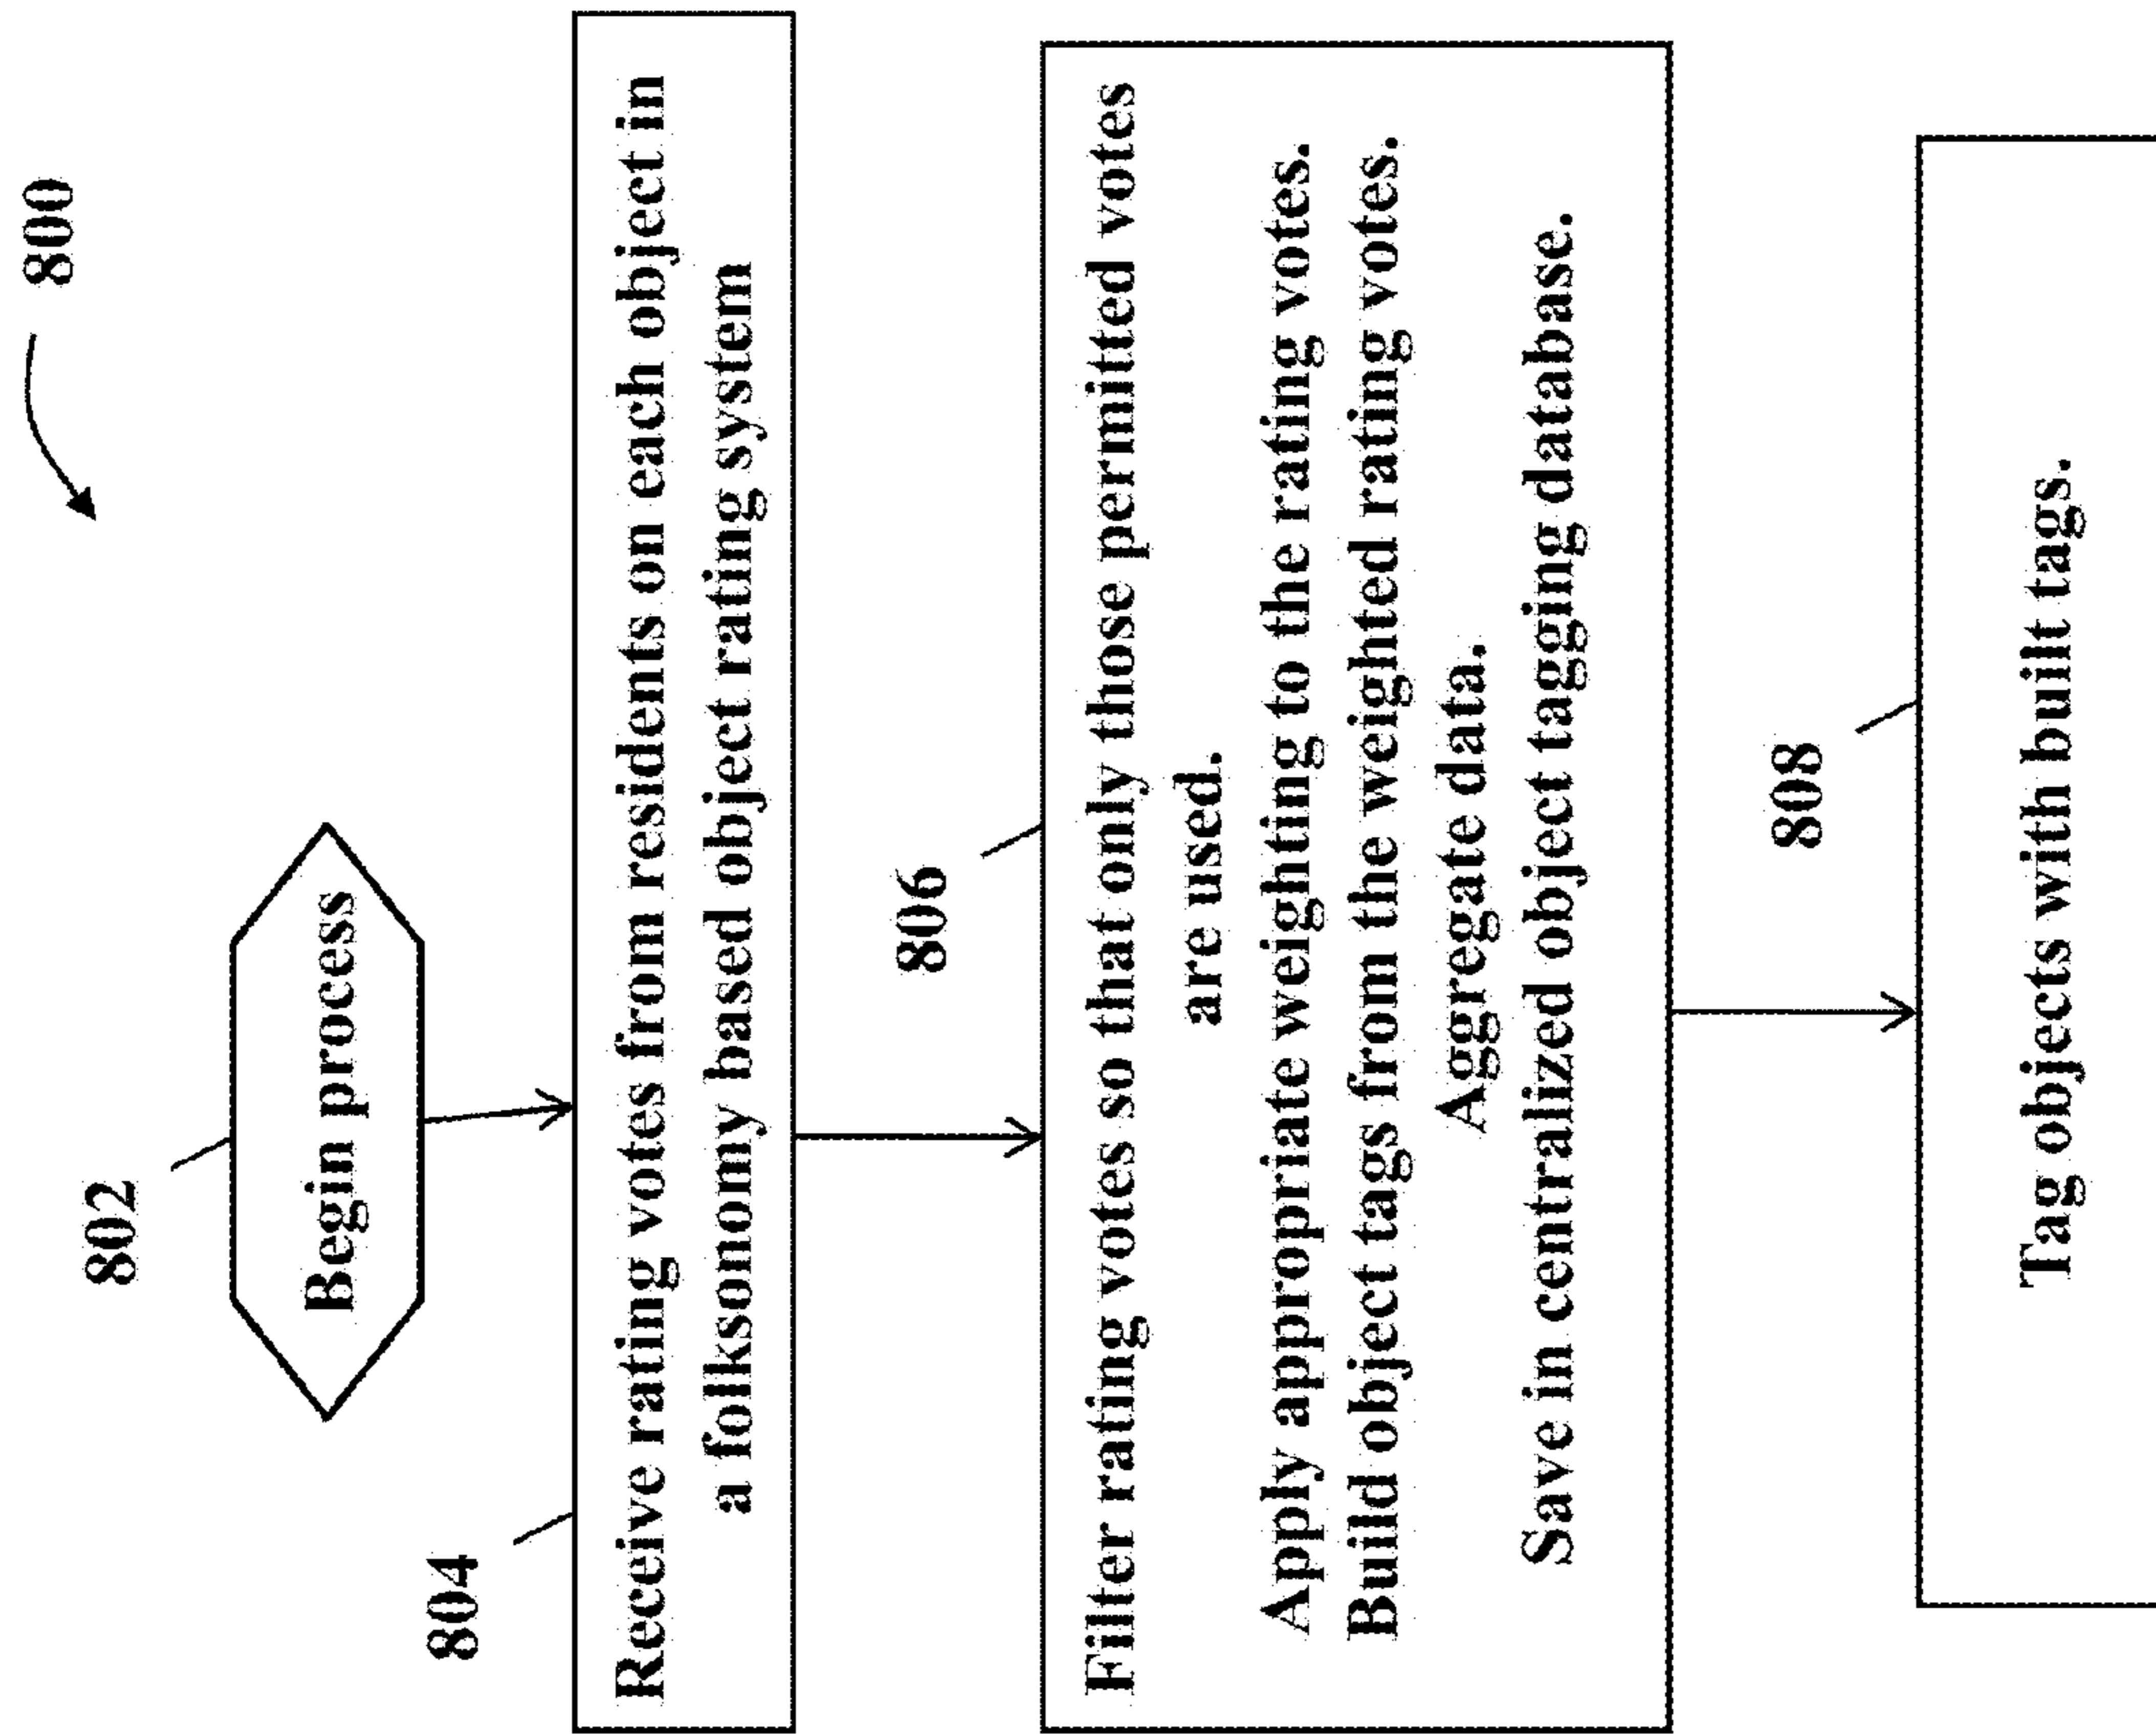 800
802
Begin process
804
Receive rating votes from residents on each object in
a folksonomy based object rating system
806
Filter rating votes so that only those permitted votes
are used.
Apply appropriate weighting to the rating votes.
Build object tags from the weighted rating votes.
Aggregate data.
Save in centralized object tagging database.
808
Tag objects with built tags.